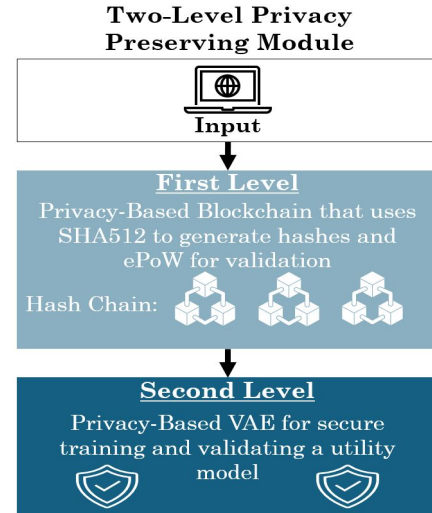 Two-Level Privacy
Preserving Module
Input
First Level
Privacy-Based Blockchain that uses
SHA512 to generate hashes and
ePoW for validation
Hash Chain:
Second Level
Privacy-Based VAE for secure
training and validating a utility
model